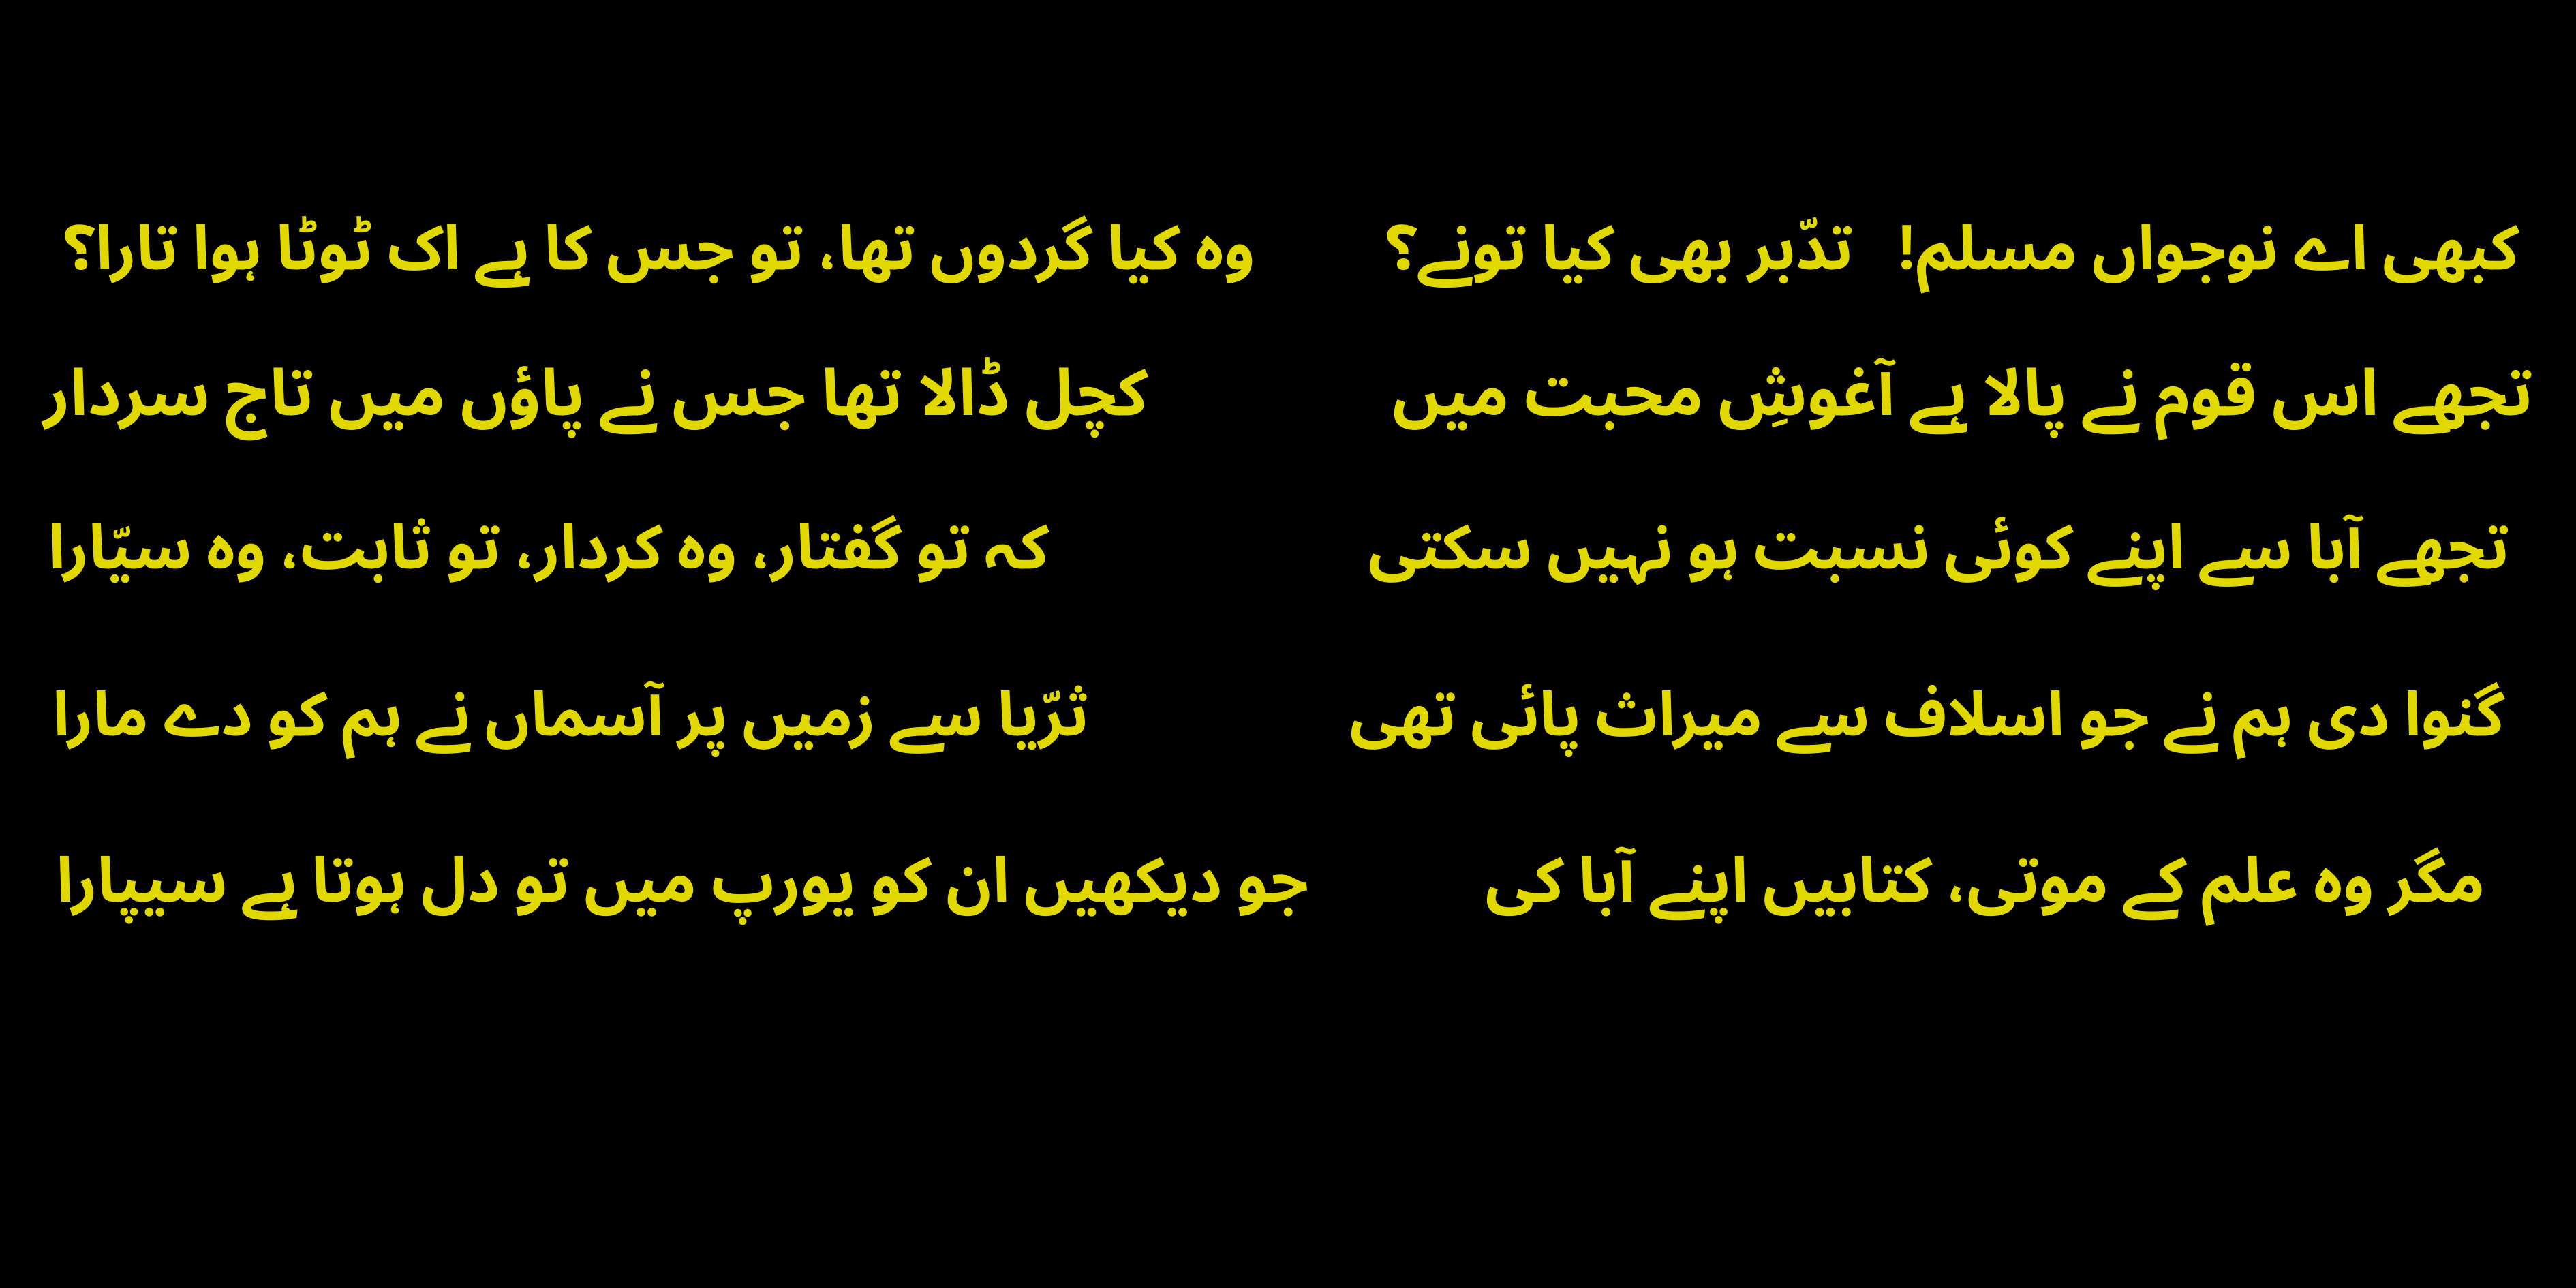 کبھی اے نوجواں مسلم! تدّبر بھی کیا تونے؟ وہ کیا گردوں تھا، تو جس کا ہے اک ٹوٹا ہوا تارا؟
تجھے اس قوم نے پالا ہے آغوشِ محبت میں کچل ڈالا تھا جس نے پاؤں میں تاج سردار
تجھے آبا سے اپنے کوئی نسبت ہو نہیں سکتی کہ تو گفتار، وہ کردار، تو ثابت، وہ سیّارا
گنوا دی ہم نے جو اسلاف سے میراث پائی تھی ثرّیا سے زمیں پر آسماں نے ہم کو دے مارا
مگر وہ علم کے موتی، کتابیں اپنے آبا کی جو دیکھیں ان کو یورپ میں تو دل ہوتا ہے سیپارا